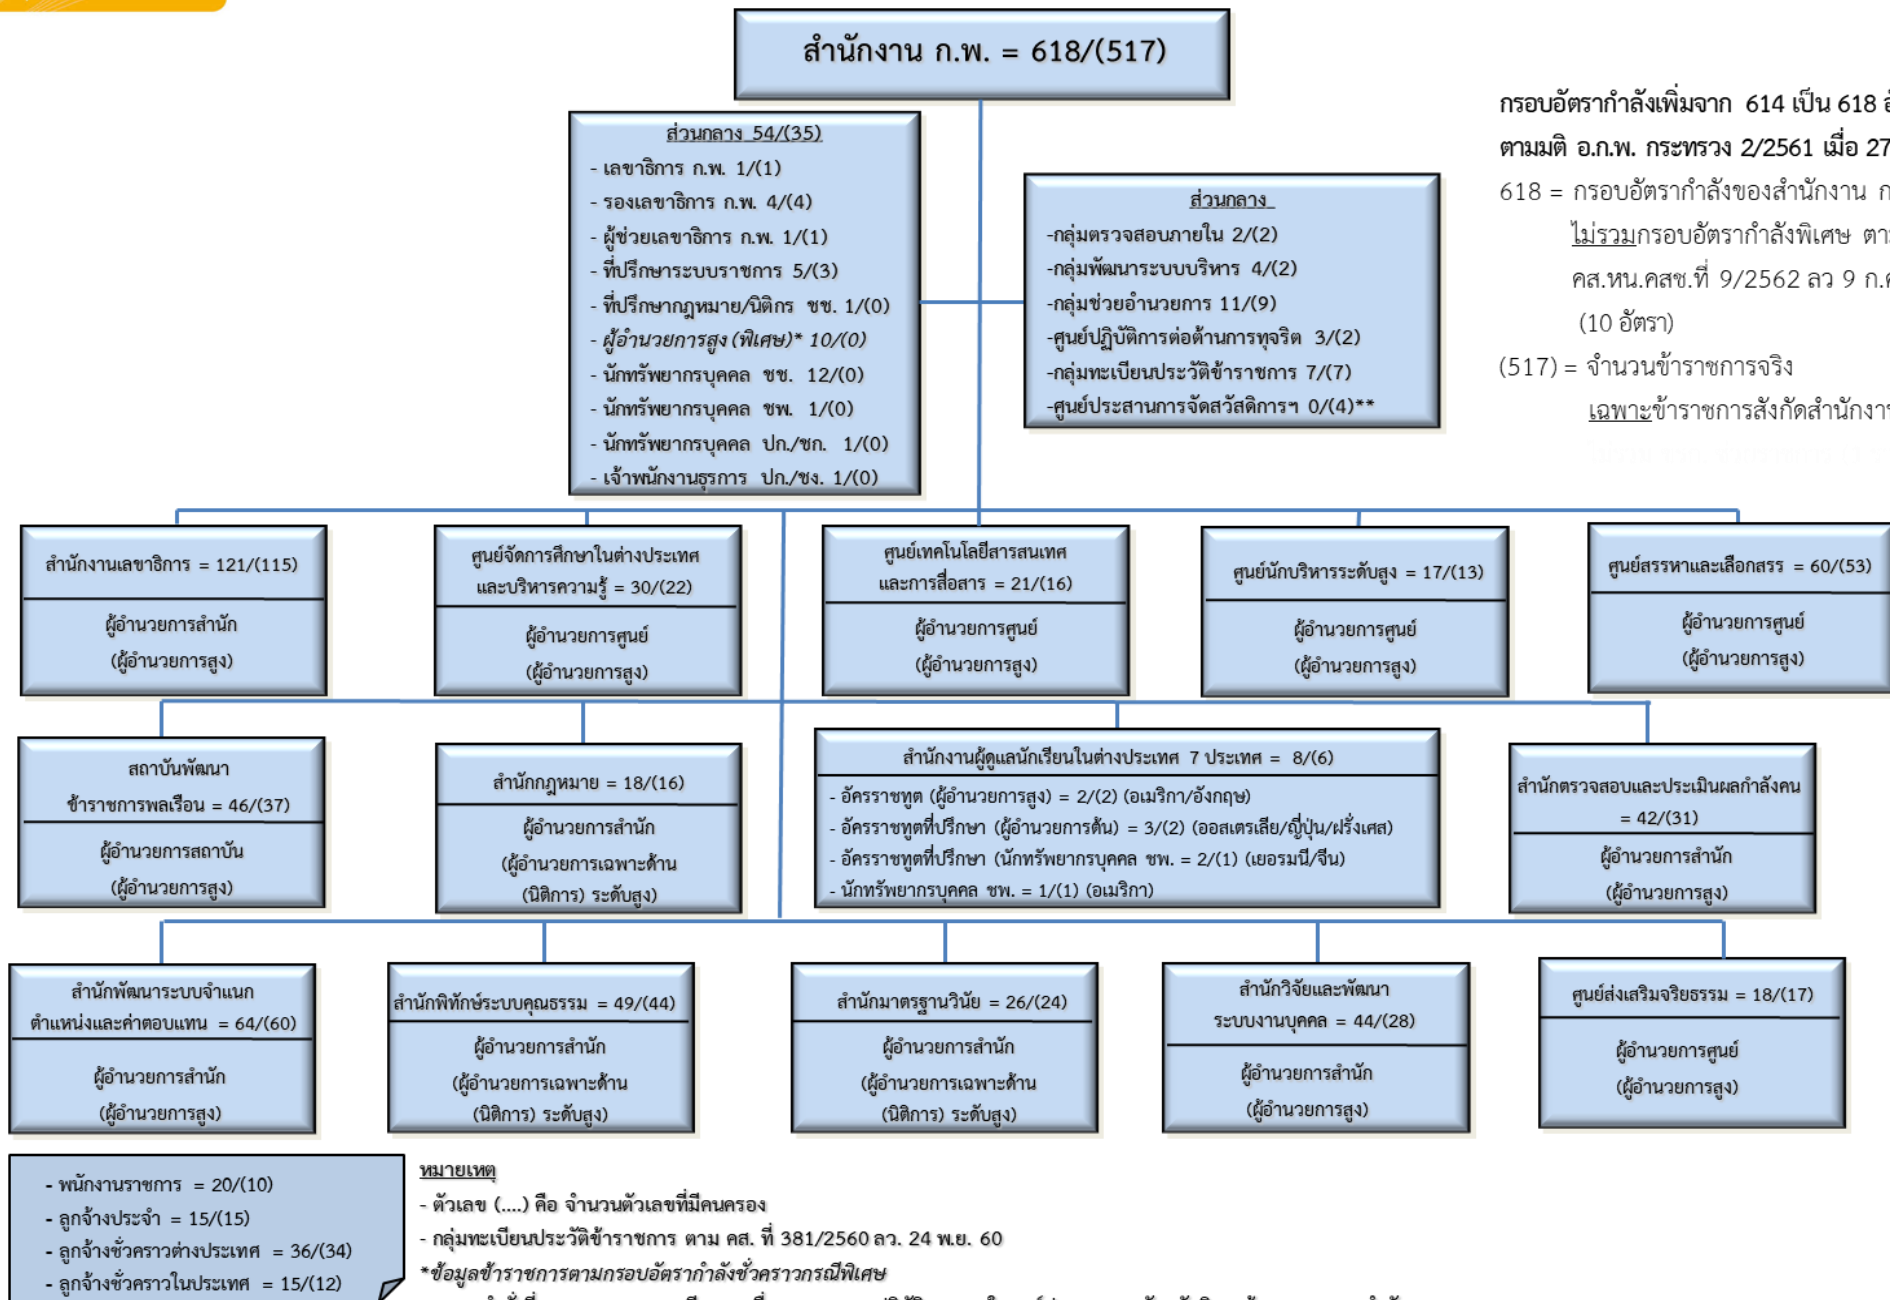 สำนักงาน ก.พ. = 618/(517)
กรอบอัตรากำลังเพิ่มจาก 614 เป็น 618
ตามมติ อ.ก.พ. กระทรวง 2/2561 เมื่อ 27
618 = กรอบอัตรากำลังของสำนักงาน
ไม่รวมกรอบอัตรากำลังพิเศษ
คส.หน.คสช.ที่ 9/2562 ลว 9
(10 อัตรา)
(517) = จำนวนข้าราชการจริง
เฉพาะข้าราชการสังกัดสำนักงาน
ส่วนกลาง 54/(35)
- เลขาธิการ ก.พ. 1/(1)
- รองเลขาธิการ ก.พ. 4/(4)
- ผู้ช่วยเลขาธิการ ก.พ. 1/(1)
- ที่ปรึกษาระบบราชการ 5/(3)
- ที่ปรึกษากฎหมาย/นิติกร ชช. 1/(0)
- ผู้อำนวยการสูง (พิเศษ)* 10/(0)
- นักทรัพยากรบุคคล ชช. 12/(0)
- นักทรัพยากรบุคคล ชพ. 1/(0)
- นักทรัพยากรบุคคล ปก./ชก. 1/(0)
- เจ้าพนักงานธุรการ ปก./ชง. 1/(0)
ส่วนกลาง
-กลุ่มตรวจสอบภายใน 2/(2)
-กลุ่มพัฒนาระบบบริหาร 4/(2)
-กลุ่มช่วยอำนวยการ 11/(9)
-ศูนย์ปฏิบัติการต่อต้านการทุจริต 3/(2)
-กลุ่มทะเบียนประวัติข้าราชการ 7/(7)
-ศูนย์ประสานการจัดสวัสดิการฯ 0/(4)**
สำนักงานเลขาธิการ = 121/(115)
ผู้อำนวยการสำนัก
(ผู้อำนวยการสูง)
ศูนย์จัดการศึกษาในต่างประเทศ
และบริหารความรู้ = 30/(22)
ผู้อำนวยการศูนย์
(ผู้อำนวยการสูง)
ศูนย์เทคโนโลยีสารสนเทศ
และการสื่อสาร = 21/(16)
ผู้อำนวยการศูนย์
(ผู้อำนวยการสูง)
ศูนย์นักบริหารระดับสูง = 17/(13)
ผู้อำนวยการศูนย์
(ผู้อำนวยการสูง)
ศูนย์สรรหาและเลือกสรร = 60/(53)
ผู้อำนวยการศูนย์
(ผู้อำนวยการสูง)
สถาบันพัฒนา
ข้าราชการพลเรือน = 46/(37)
ผู้อำนวยการสถาบัน
(ผู้อำนวยการสูง)
สำนักกฎหมาย = 18/(16)
ผู้อำนวยการสำนัก
(ผู้อำนวยการเฉพาะด้าน
(นิติการ) ระดับสูง)
สำนักงานผู้ดูแลนักเรียนในต่างประเทศ 7 ประเทศ = 8/(6)
- อัครราชทูต (ผู้อำนวยการสูง) = 2/(2) (อเมริกา/อังกฤษ)
- อัครราชทูตที่ปรึกษา (ผู้อำนวยการต้น) = 3/(2) (ออสเตรเลีย/ญี่ปุ่น/ฝรั่งเศส)
- อัครราชทูตที่ปรึกษา (นักทรัพยากรบุคคล ชพ. = 2/(1) (เยอรมนี/จีน)
- นักทรัพยากรบุคคล ชพ. = 1/(1) (อเมริกา)
สำนักตรวจสอบและประเมินผลกำลังคน
= 42/(31)
ผู้อำนวยการสำนัก
(ผู้อำนวยการสูง)
สำนักพัฒนาระบบจำแนก
ตำแหน่งและค่าตอบแทน = 64/(60)
ผู้อำนวยการสำนัก
(ผู้อำนวยการสูง)
สำนักพิทักษ์ระบบคุณธรรม = 49/(44)
ผู้อำนวยการสำนัก
(ผู้อำนวยการเฉพาะด้าน
(นิติการ) ระดับสูง)
สำนักมาตรฐานวินัย = 26/(24)
ผู้อำนวยการสำนัก
(ผู้อำนวยการเฉพาะด้าน
(นิติการ) ระดับสูง)
สำนักวิจัยและพัฒนา
ระบบงานบุคคล = 44/(28)
ผู้อำนวยการสำนัก
(ผู้อำนวยการสูง)
ศูนย์ส่งเสริมจริยธรรม = 18/(17)
ผู้อำนวยการศูนย์
(ผู้อำนวยการสูง)
- พนักงานราชการ = 20/(10)
- ลูกจ้างประจำ = 15/(15)
- ลูกจ้างชั่วคราวต่างประเทศ = 36/(34)
- ลูกจ้างชั่วคราวในประเทศ = 15/(12)
หมายเหตุ
- ตัวเลข (....) คือ จำนวนตัวเลขที่มีคนครอง
- กลุ่มทะเบียนประวัติข้าราชการ ตาม คส. ที่ 381/2560 ลว. 24 พ.ย. 60
*ข้อมูลข้าราชการตามกรอบอัตรากำลังชั่วคราวกรณีพิเศษ